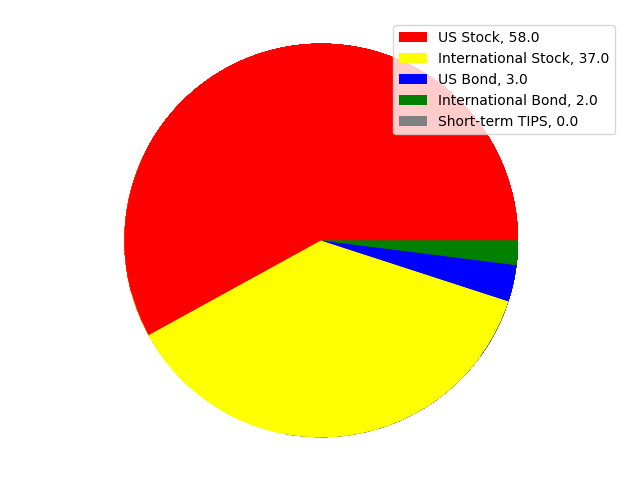 US Stock, 58.0
International Stock, 37.0
US Bond, 3.0
International Bond, 2.0
Short-term TIPS, 0.0